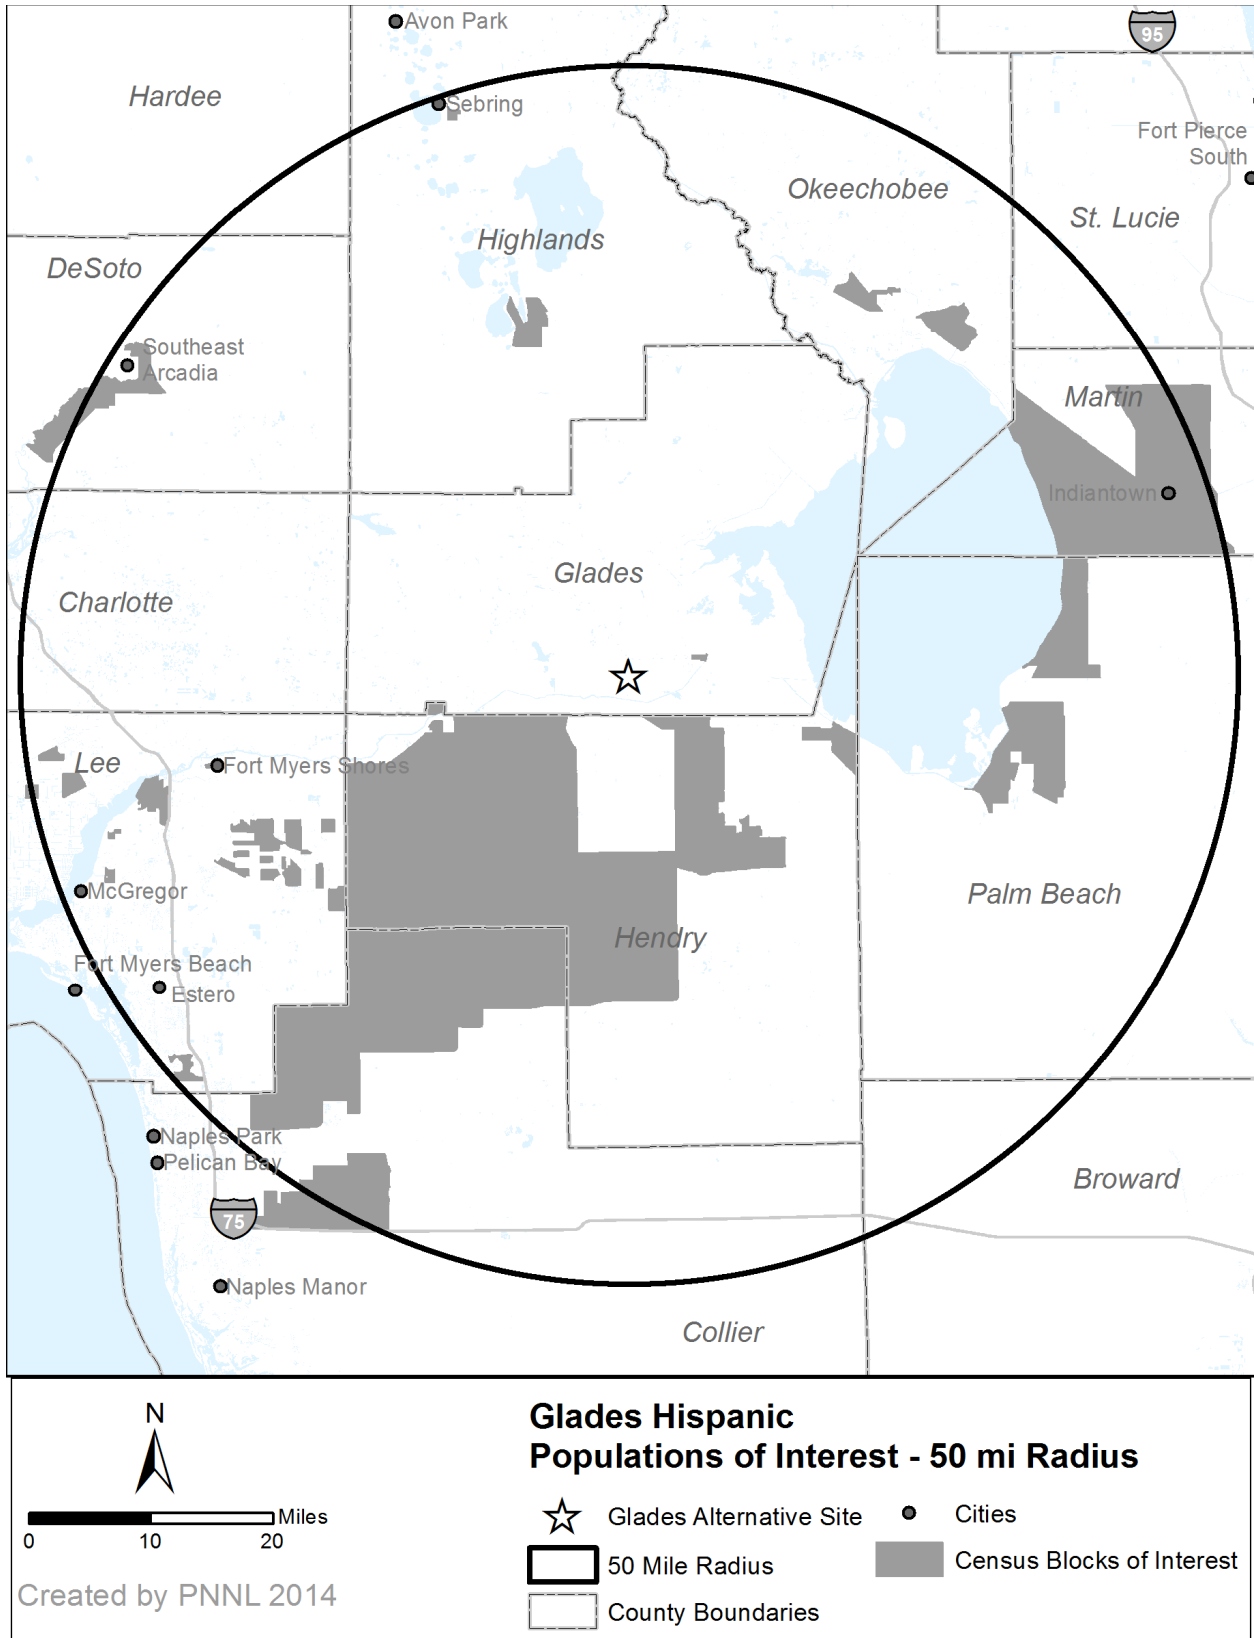 Avon Park
95
Hardee
Sebring
Fort Pierce
South
Okeechobee
St. Lucie
Highlands
DeSoto
Southeast
Arcadia
Martin
Indiantown
Glades
Charlotte
Lee
Fort Myers Shores
McGregor
Palm Beach
Hendry
Fort Myers Beach
Estero
Naples Park
Pelican Bay
Broward
75
Naples Manor
Collier
N
Miles
0 10 20
Created by PNNL 2014
Glades Hispanic
Populations of Interest - 50 mi Radius
Glades Alternative Site
Cities
50 Mile Radius
Census Blocks of Interest
County Boundaries